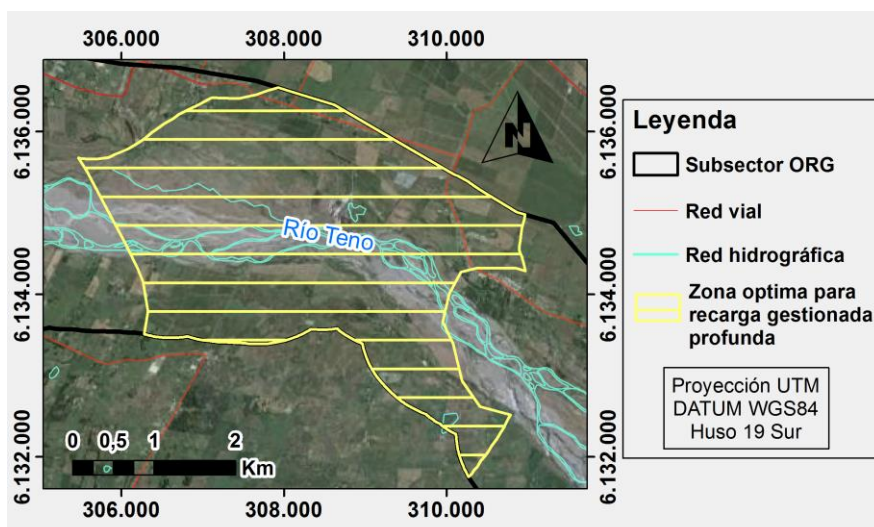 306.000 308.000 310.000
6.136.000
6.134.000
6.132.000
N
Río Teno
0 0,5 1 2
Km
6.136.000
6.134.000
6.132.000
306.000 308.000 310.000
Leyenda
Subsector ORG
Red vial
Red hidrográfica
Zona optima para
recarga gestionada
profunda
Proyección UTM
DATUM WGS84
Huso 19 Sur